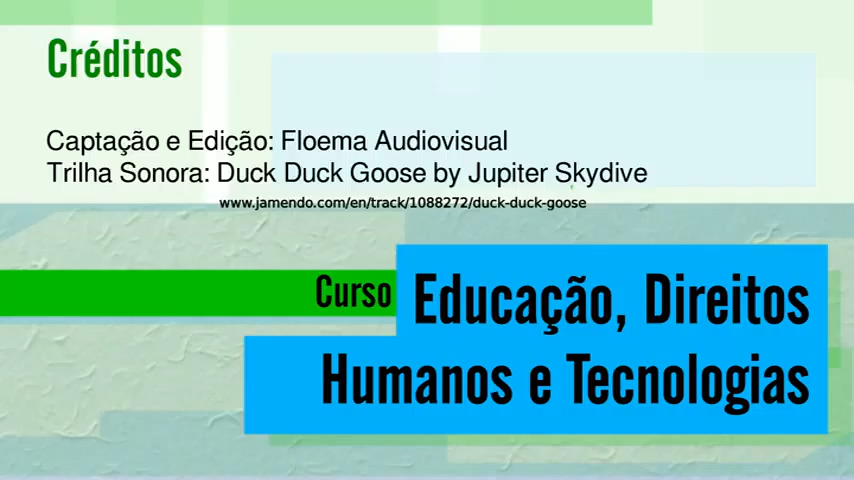 Créditos
Captação e Edição: Floema Audiovisual
Trilha Sonora: Duck Duck Goose by Jupiter Skydive
www.jamendo.com/en/track/1088272/duck-duck-goose
Curso Educação, Direitos
Humanos e Tecnologias